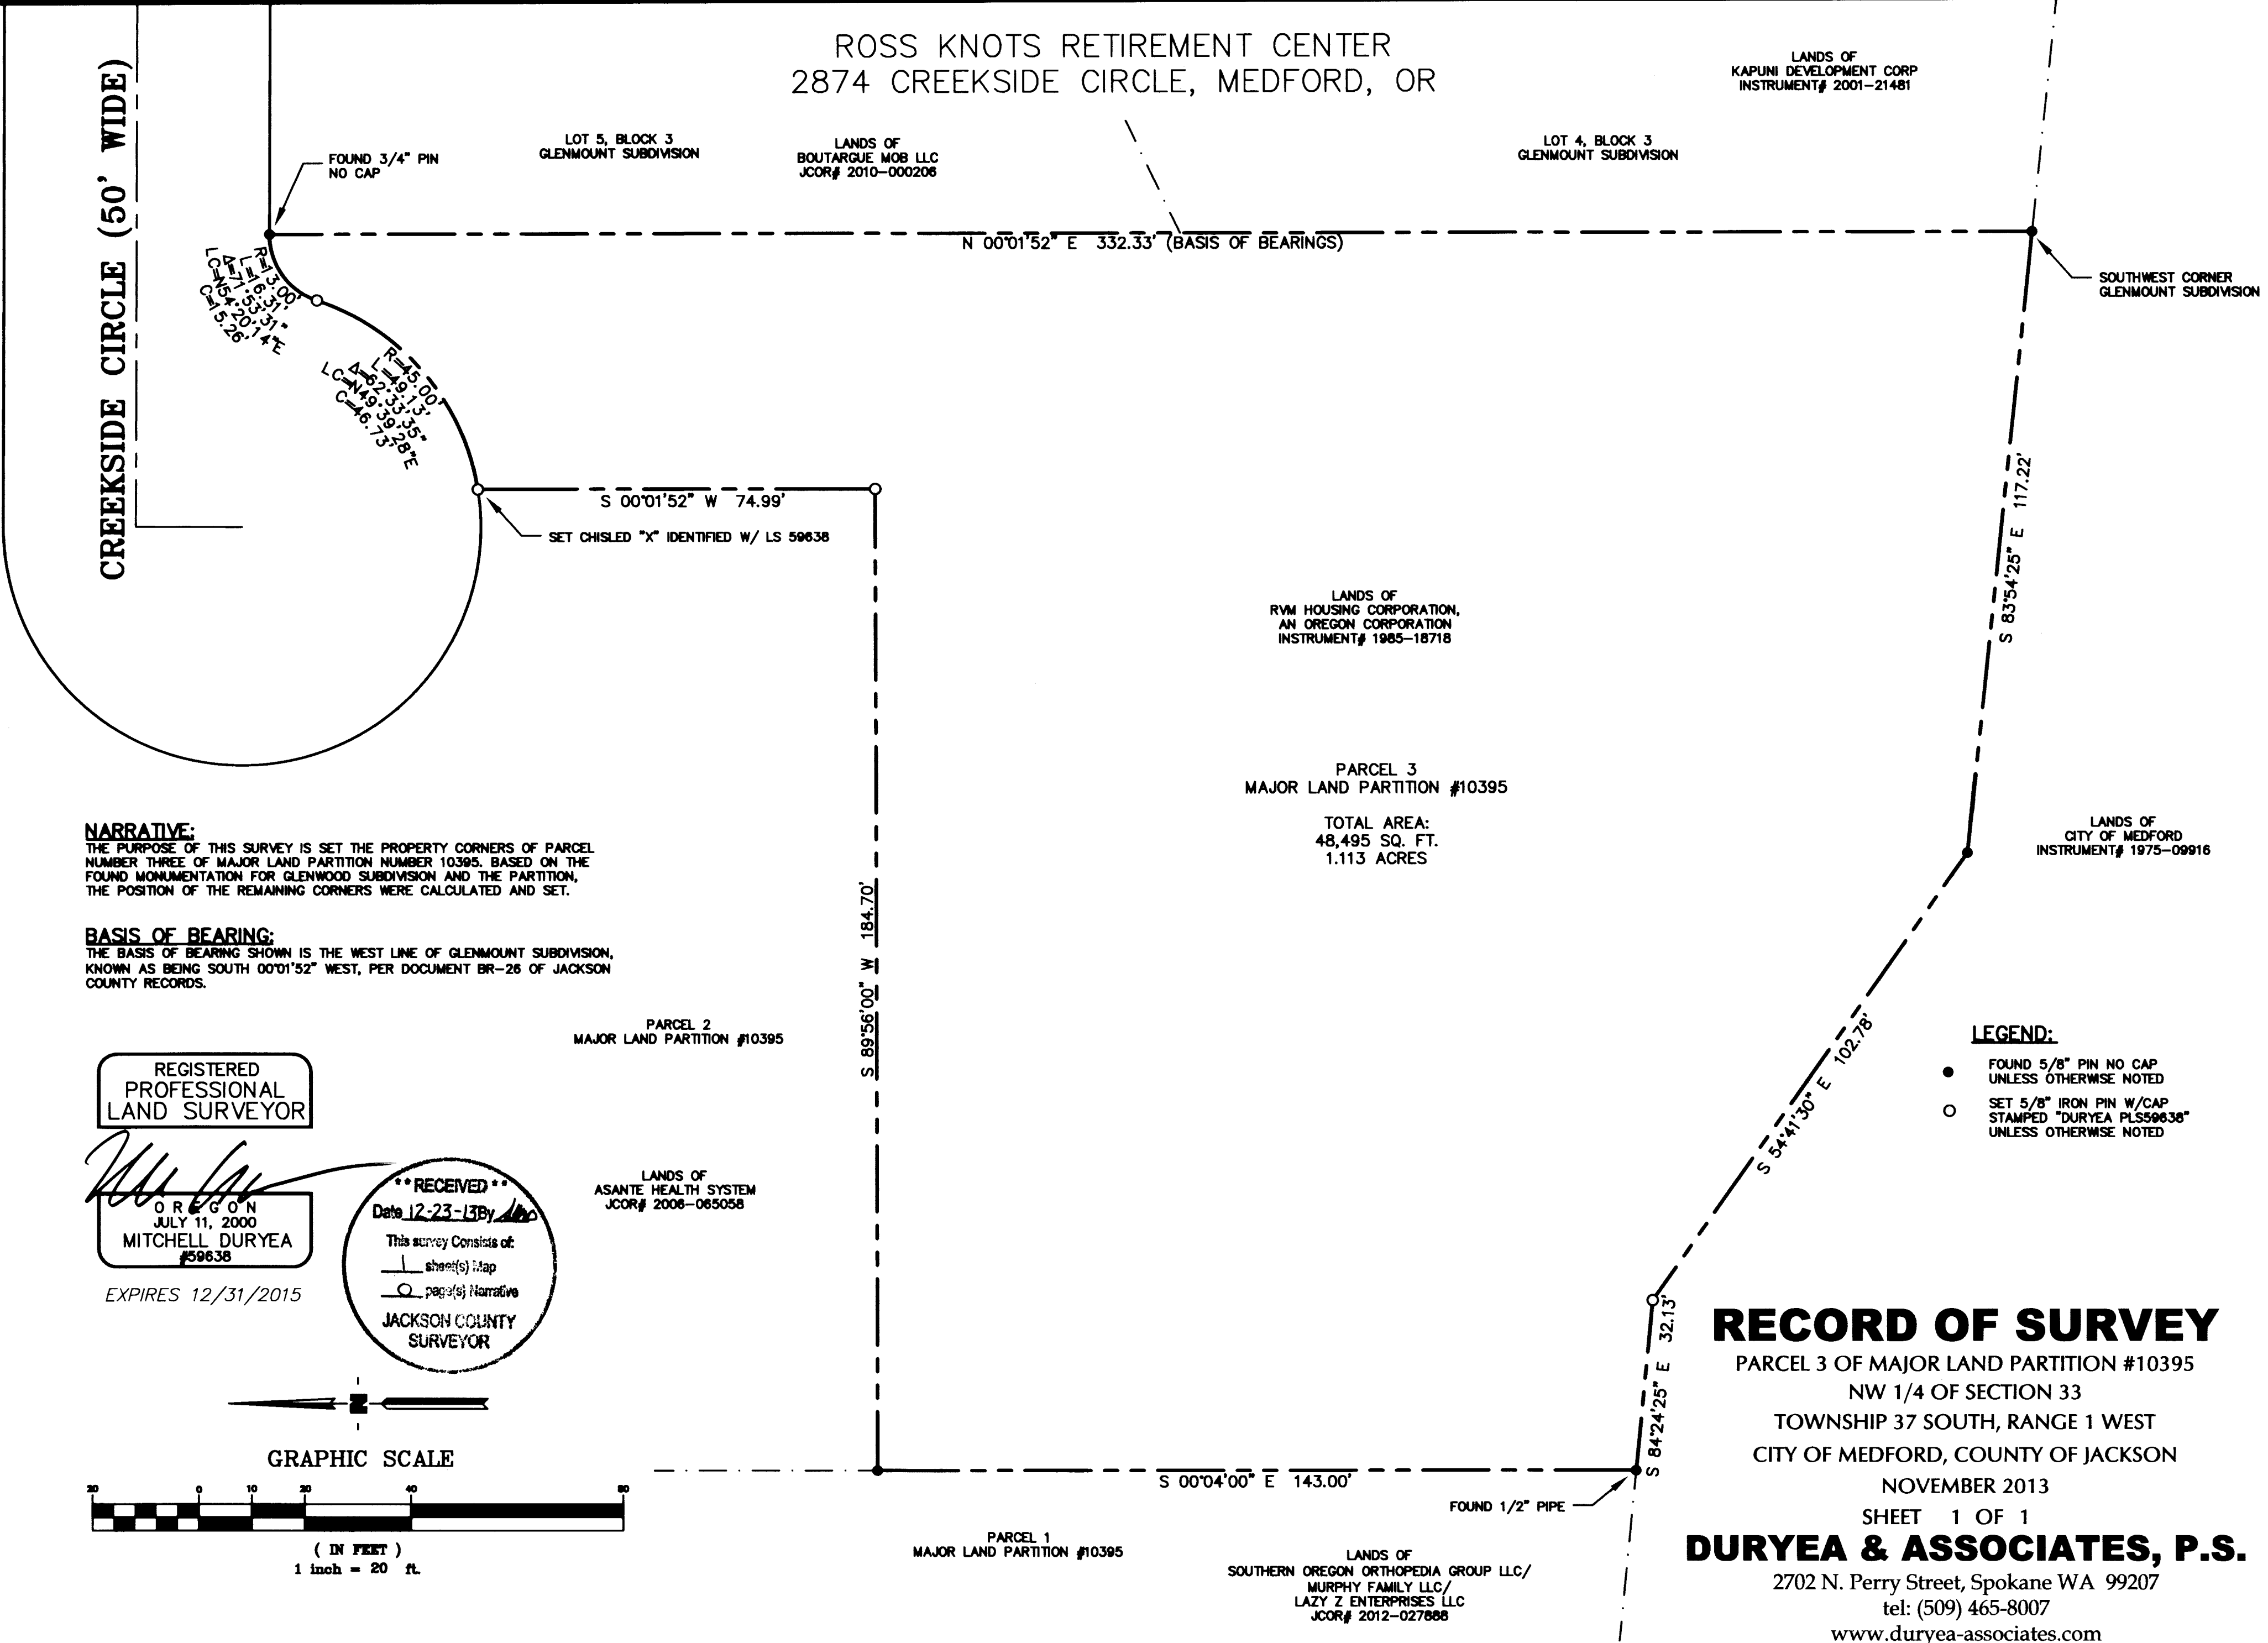 ROSS KNOTS RETIREMENT CENTER
2874 CREEKSIDE CIRCLE, MEDFORD, OR
LANDS OF
KAPUNI DEVELOPMENT CORP
INSTRUMENT# 2001-21481
CREEKSIDE CIRCLE (50' WIDE)
FOUND 3/4" PIN
NO CAP
LOT 5, BLOCK 3
GLENMOUNT SUBDIVISION
LANDS OF
BOUTARGUE MOB LLC
JCOR# 2010-000206
LOT 4, BLOCK 3
GLENMOUNT SUBDIVISION
N 00°01'52" E 332.33' (BASIS OF BEARINGS)
SOUTHWEST CORNER
GLENMOUNT SUBDIVISION
R=13.00'
L=16.31'
Δ=71°53'31"
LC=N54°20'14"E
C=15.26'
R=45.00'
L=49.13'
Δ=62°33'35"
LC=N49°39'28"E
C=46.73'
S 00°01'52" W 74.99'
SET CHISLED "X" IDENTIFIED W/ LS 59638
S 83°54'25" E 117.22'
LANDS OF
RVM HOUSING CORPORATION,
AN OREGON CORPORATION
INSTRUMENT# 1985-18718
PARCEL 3
MAJOR LAND PARTITION #10395
TOTAL AREA:
48,495 SQ. FT.
1.113 ACRES
LANDS OF
CITY OF MEDFORD
INSTRUMENT# 1975-09916
NARRATIVE:
THE PURPOSE OF THIS SURVEY IS SET THE PROPERTY CORNERS OF PARCEL
NUMBER THREE OF MAJOR LAND PARTITION NUMBER 10395. BASED ON THE
FOUND MONUMENTATION FOR GLENWOOD SUBDIVISION AND THE PARTITION,
THE POSITION OF THE REMAINING CORNERS WERE CALCULATED AND SET.
BASIS OF BEARING:
THE BASIS OF BEARING SHOWN IS THE WEST LINE OF GLENMOUNT SUBDIVISION,
KNOWN AS BEING SOUTH 00°01'52" WEST, PER DOCUMENT BR-26 OF JACKSON
COUNTY RECORDS.
S 89°56'00" W 184.70'
PARCEL 2
MAJOR LAND PARTITION #10395
S 54°41'30" E 102.78'
LEGEND:
FOUND 5/8" PIN NO CAP
UNLESS OTHERWISE NOTED
SET 5/8" IRON PIN W/CAP
STAMPED "DURYEA PLS59638"
UNLESS OTHERWISE NOTED
REGISTERED
PROFESSIONAL
LAND SURVEYOR
OREGON
JULY 11, 2000
MITCHELL DURYEA
#59638
EXPIRES 12/31/2015
** RECEIVED **
Date 12-23-13 By
This survey Consists of:
1 sheet(s) Map
0 page(s) Narrative
JACKSON COUNTY
SURVEYOR
LANDS OF
ASANTE HEALTH SYSTEM
JCOR# 2006-065058
N
GRAPHIC SCALE
20 0 10 20 40 80
( IN FEET )
1 inch = 20 ft.
S 84°24'25" E 32.13'
S 00°04'00" E 143.00'
FOUND 1/2" PIPE
PARCEL 1
MAJOR LAND PARTITION #10395
LANDS OF
SOUTHERN OREGON ORTHOPEDIA GROUP LLC/
MURPHY FAMILY LLC/
LAZY Z ENTERPRISES LLC
JCOR# 2012-027888
RECORD OF SURVEY
PARCEL 3 OF MAJOR LAND PARTITION #10395
NW 1/4 OF SECTION 33
TOWNSHIP 37 SOUTH, RANGE 1 WEST
CITY OF MEDFORD, COUNTY OF JACKSON
NOVEMBER 2013
SHEET 1 OF 1
DURYEA & ASSOCIATES, P.S.
2702 N. Perry Street, Spokane WA 99207
tel: (509) 465-8007
www.duryea-associates.com